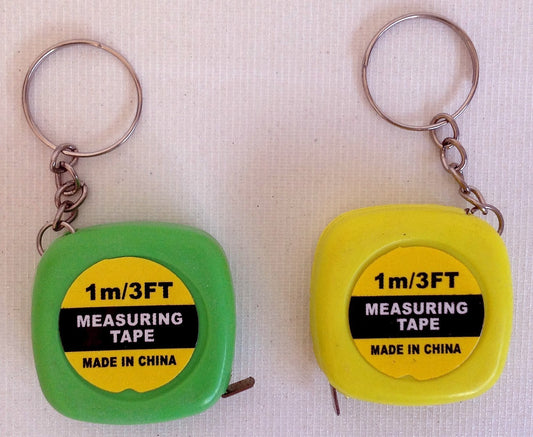 1m/3FT
MEASURING
TAPE
MADE IN CHINA
1m/3FT
MEASURING
TAPE
MADE IN CHINA